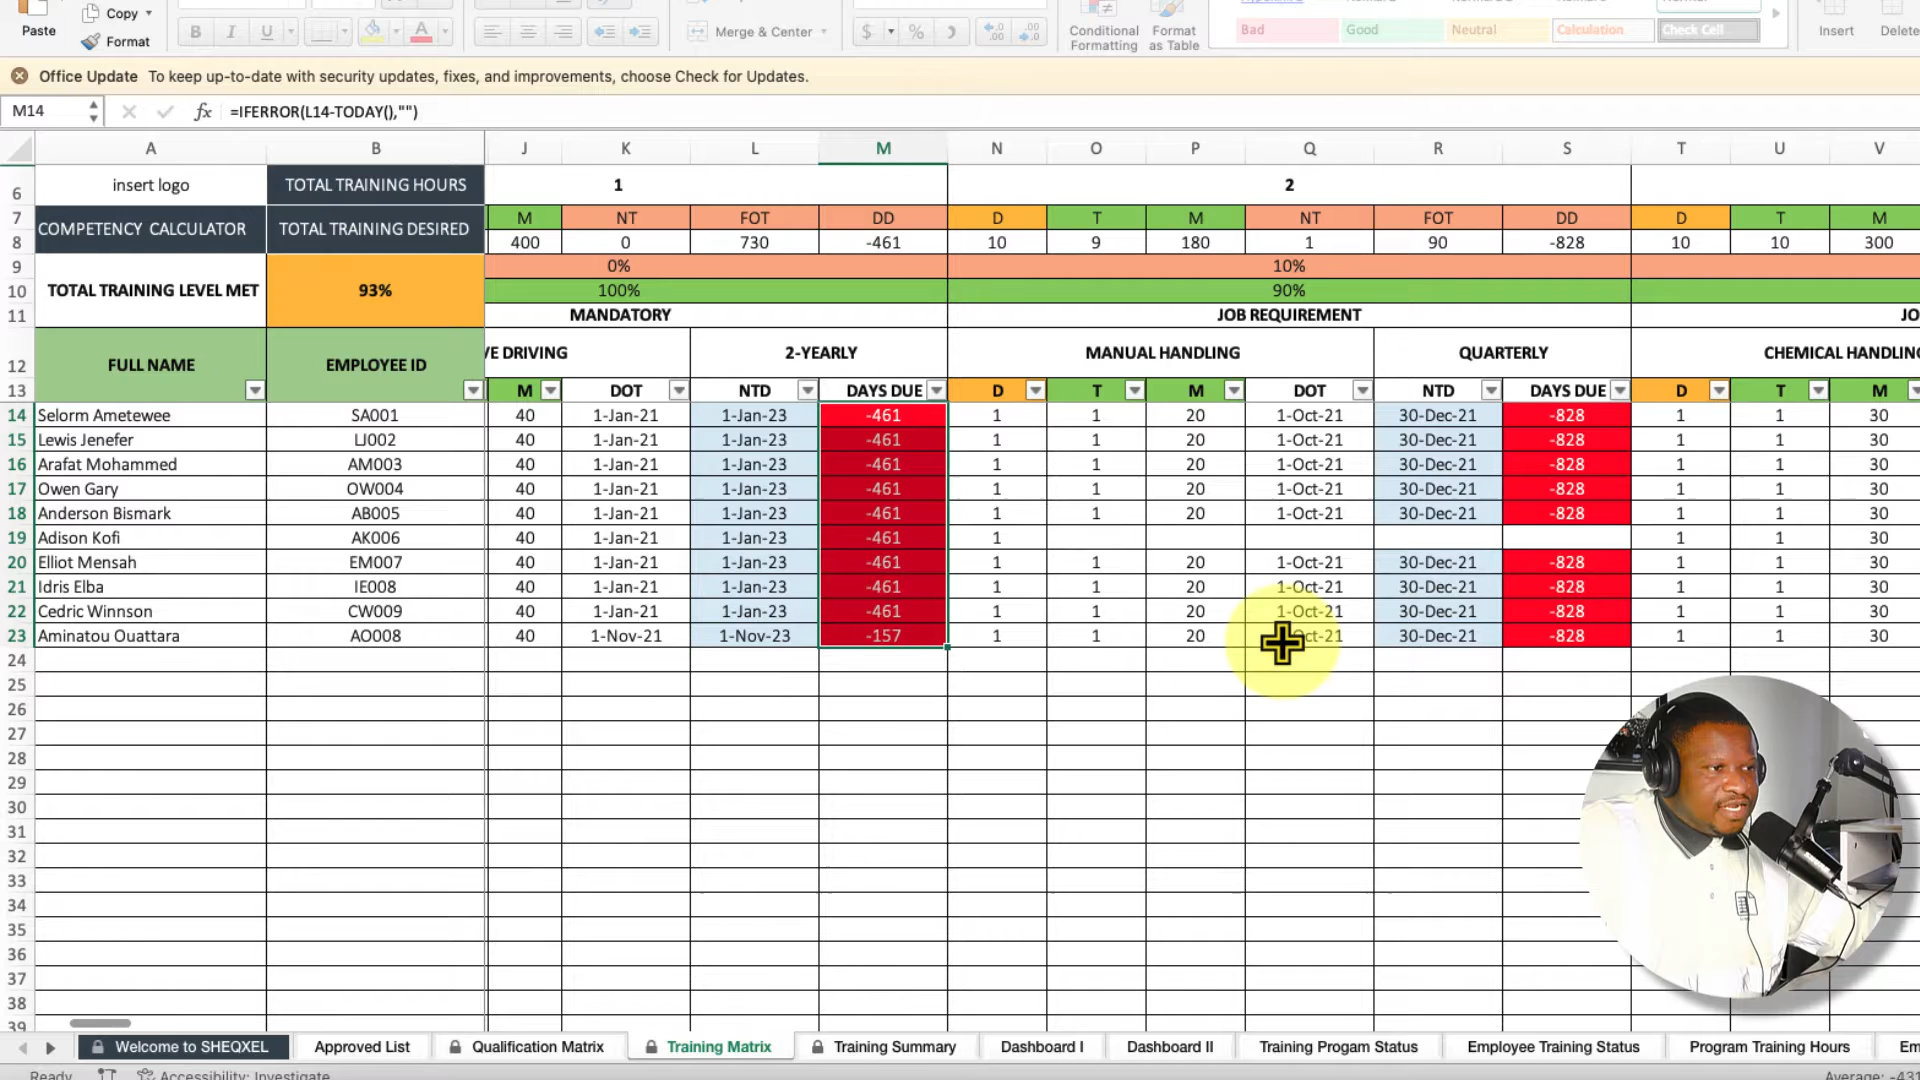 Paste
Copy
Format
B I U A
Merge & Center
$ %
Conditional Formatting
Format as Table
Bad Good Neutral Calculation Check Cell
Insert Delete
Office Update To keep up-to-date with security updates, fixes, and improvements, choose Check for Updates.
M14 fx =IFERROR(L14-TODAY(),"")
A B J K L M N O P Q R S T U V
6 insert logo TOTAL TRAINING HOURS 1 2
7 COMPETENCY CALCULATOR TOTAL TRAINING DESIRED M NT FOT DD D T M NT FOT DD D T M
8 400 0 730 -461 10 9 180 1 90 -828 10 10 300
9 0% 10%
10 TOTAL TRAINING LEVEL MET 93% 100% 90%
11 MANDATORY JOB REQUIREMENT JO
12 FULL NAME EMPLOYEE ID VE DRIVING 2-YEARLY MANUAL HANDLING QUARTERLY CHEMICAL HANDLING
13 M DOT NTD DAYS DUE D T M DOT NTD DAYS DUE D T M
14 Selorm Ametewee SA001 40 1-Jan-21 1-Jan-23 -461 1 1 20 1-Oct-21 30-Dec-21 -828 1 1 30
15 Lewis Jenefer LJ002 40 1-Jan-21 1-Jan-23 -461 1 1 20 1-Oct-21 30-Dec-21 -828 1 1 30
16 Arafat Mohammed AM003 40 1-Jan-21 1-Jan-23 -461 1 1 20 1-Oct-21 30-Dec-21 -828 1 1 30
17 Owen Gary OW004 40 1-Jan-21 1-Jan-23 -461 1 1 20 1-Oct-21 30-Dec-21 -828 1 1 30
18 Anderson Bismark AB005 40 1-Jan-21 1-Jan-23 -461 1 1 20 1-Oct-21 30-Dec-21 -828 1 1 30
19 Adison Kofi AK006 40 1-Jan-21 1-Jan-23 -461 1 1 1 30
20 Elliot Mensah EM007 40 1-Jan-21 1-Jan-23 -461 1 1 20 1-Oct-21 30-Dec-21 -828 1 1 30
21 Idris Elba IE008 40 1-Jan-21 1-Jan-23 -461 1 1 20 1-Oct-21 30-Dec-21 -828 1 1 30
22 Cedric Winnson CW009 40 1-Jan-21 1-Jan-23 -461 1 1 20 1-Oct-21 30-Dec-21 -828 1 1 30
23 Aminatou Ouattara AO008 40 1-Nov-21 1-Nov-23 -157 1 1 20 ct-21 30-Dec-21 -828 1 1 30
24
25
26
27
28
29
30
31
32
33
34
35
36
37
38
39
Welcome to SHEQXEL Approved List Qualification Matrix Training Matrix Training Summary Dashboard I Dashboard II Training Progam Status Employee Training Status Program Training Hours Em
Ready Accessibility: Investigate Average: -431